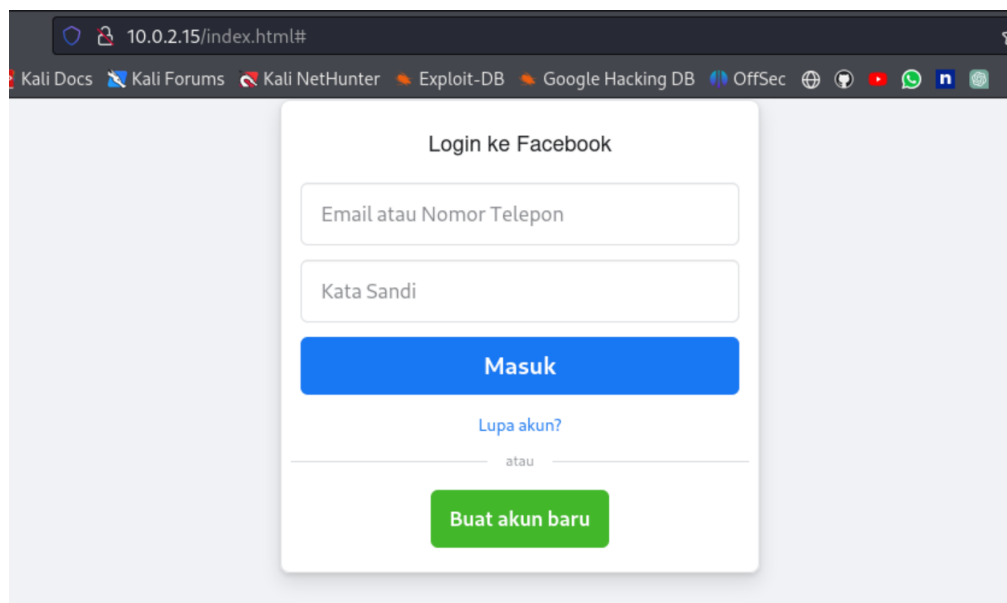 10.0.2.15/index.html#
Kali Docs Kali Forums Kali NetHunter Exploit-DB Google Hacking DB OffSec
Login ke Facebook
Email atau Nomor Telepon
Kata Sandi
Masuk
Lupa akun?
atau
Buat akun baru